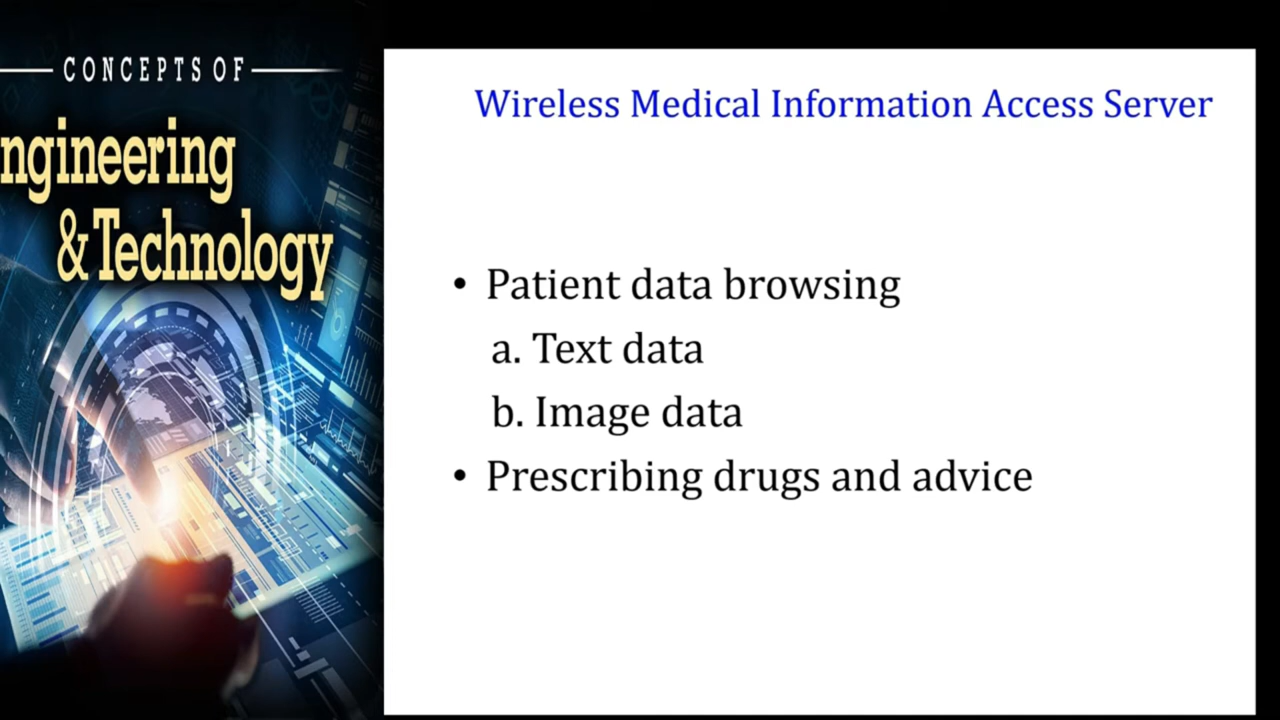 CONCEPTS OF
ngineering
& Technology
Wireless Medical Information Access Server
• Patient data browsing
a. Text data
b. Image data
• Prescribing drugs and advice